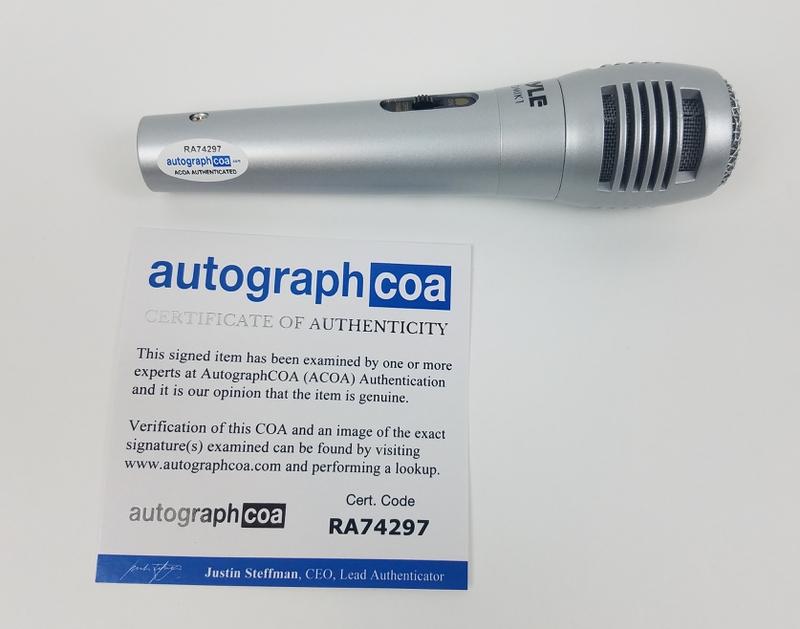 RA74297
autographcoa.com
ACOA AUTHENTICATED
YLE
autographcoa
CERTIFICATE OF AUTHENTICITY
This signed item has been examined by one or more
experts at AutographCOA (ACOA) Authentication
and it is our opinion that the item is genuine.
Verification of this COA and an image of the exact
signature(s) examined can be found by visiting
www.autographcoa.com and performing a lookup.
autographcoa
Cert. Code
RA74297
Justin Steffman, CEO, Lead Authenticator